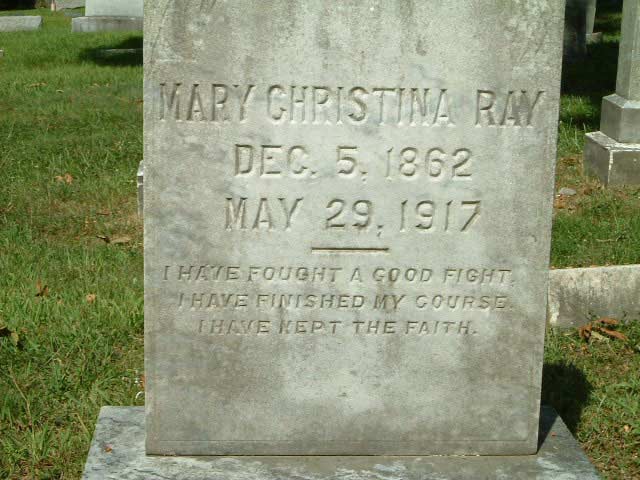 MARY CHRISTINA RAY
DEC. 5, 1862
MAY 29, 1917
I HAVE FOUGHT A GOOD FIGHT,
I HAVE FINISHED MY COURSE.
I HAVE KEPT THE FAITH.